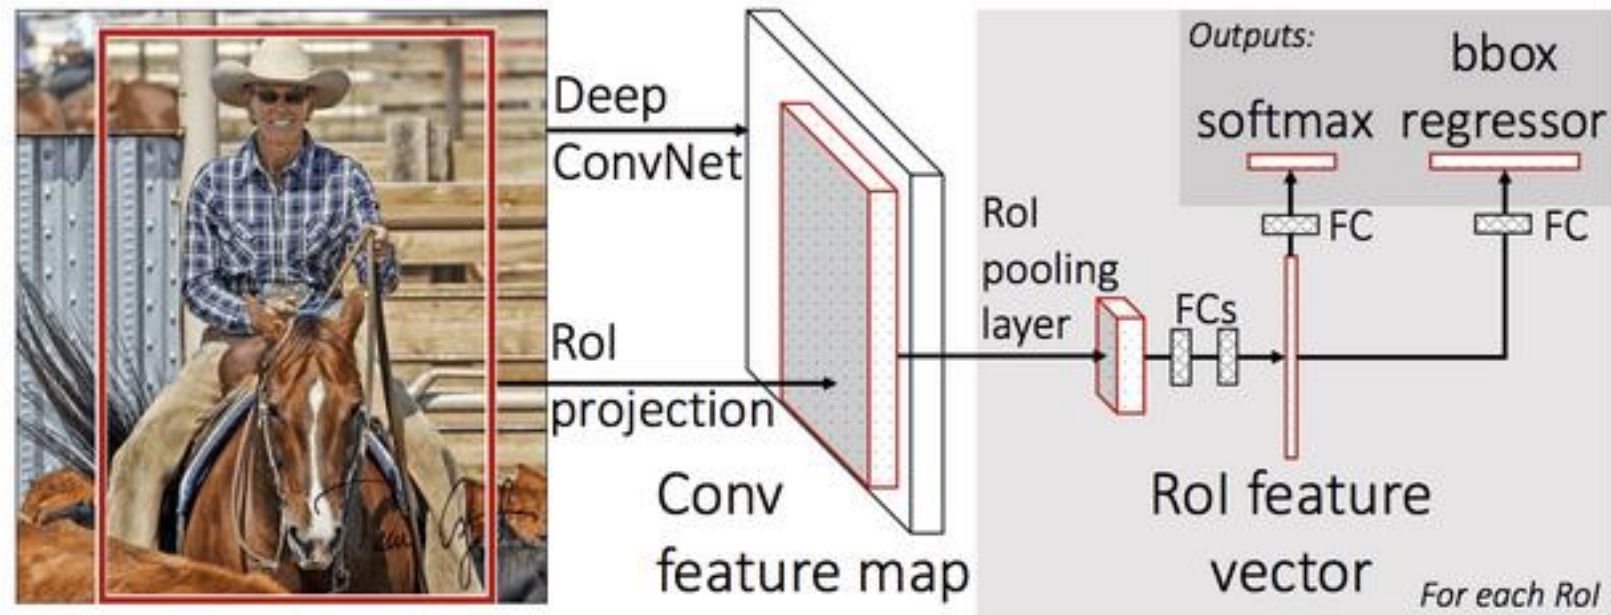 Deep
ConvNet
RoI
projection
Conv
feature map
RoI
pooling
layer
FCs
RoI feature
vector
For each RoI
Outputs:
softmax
bbox
regressor
FC
FC